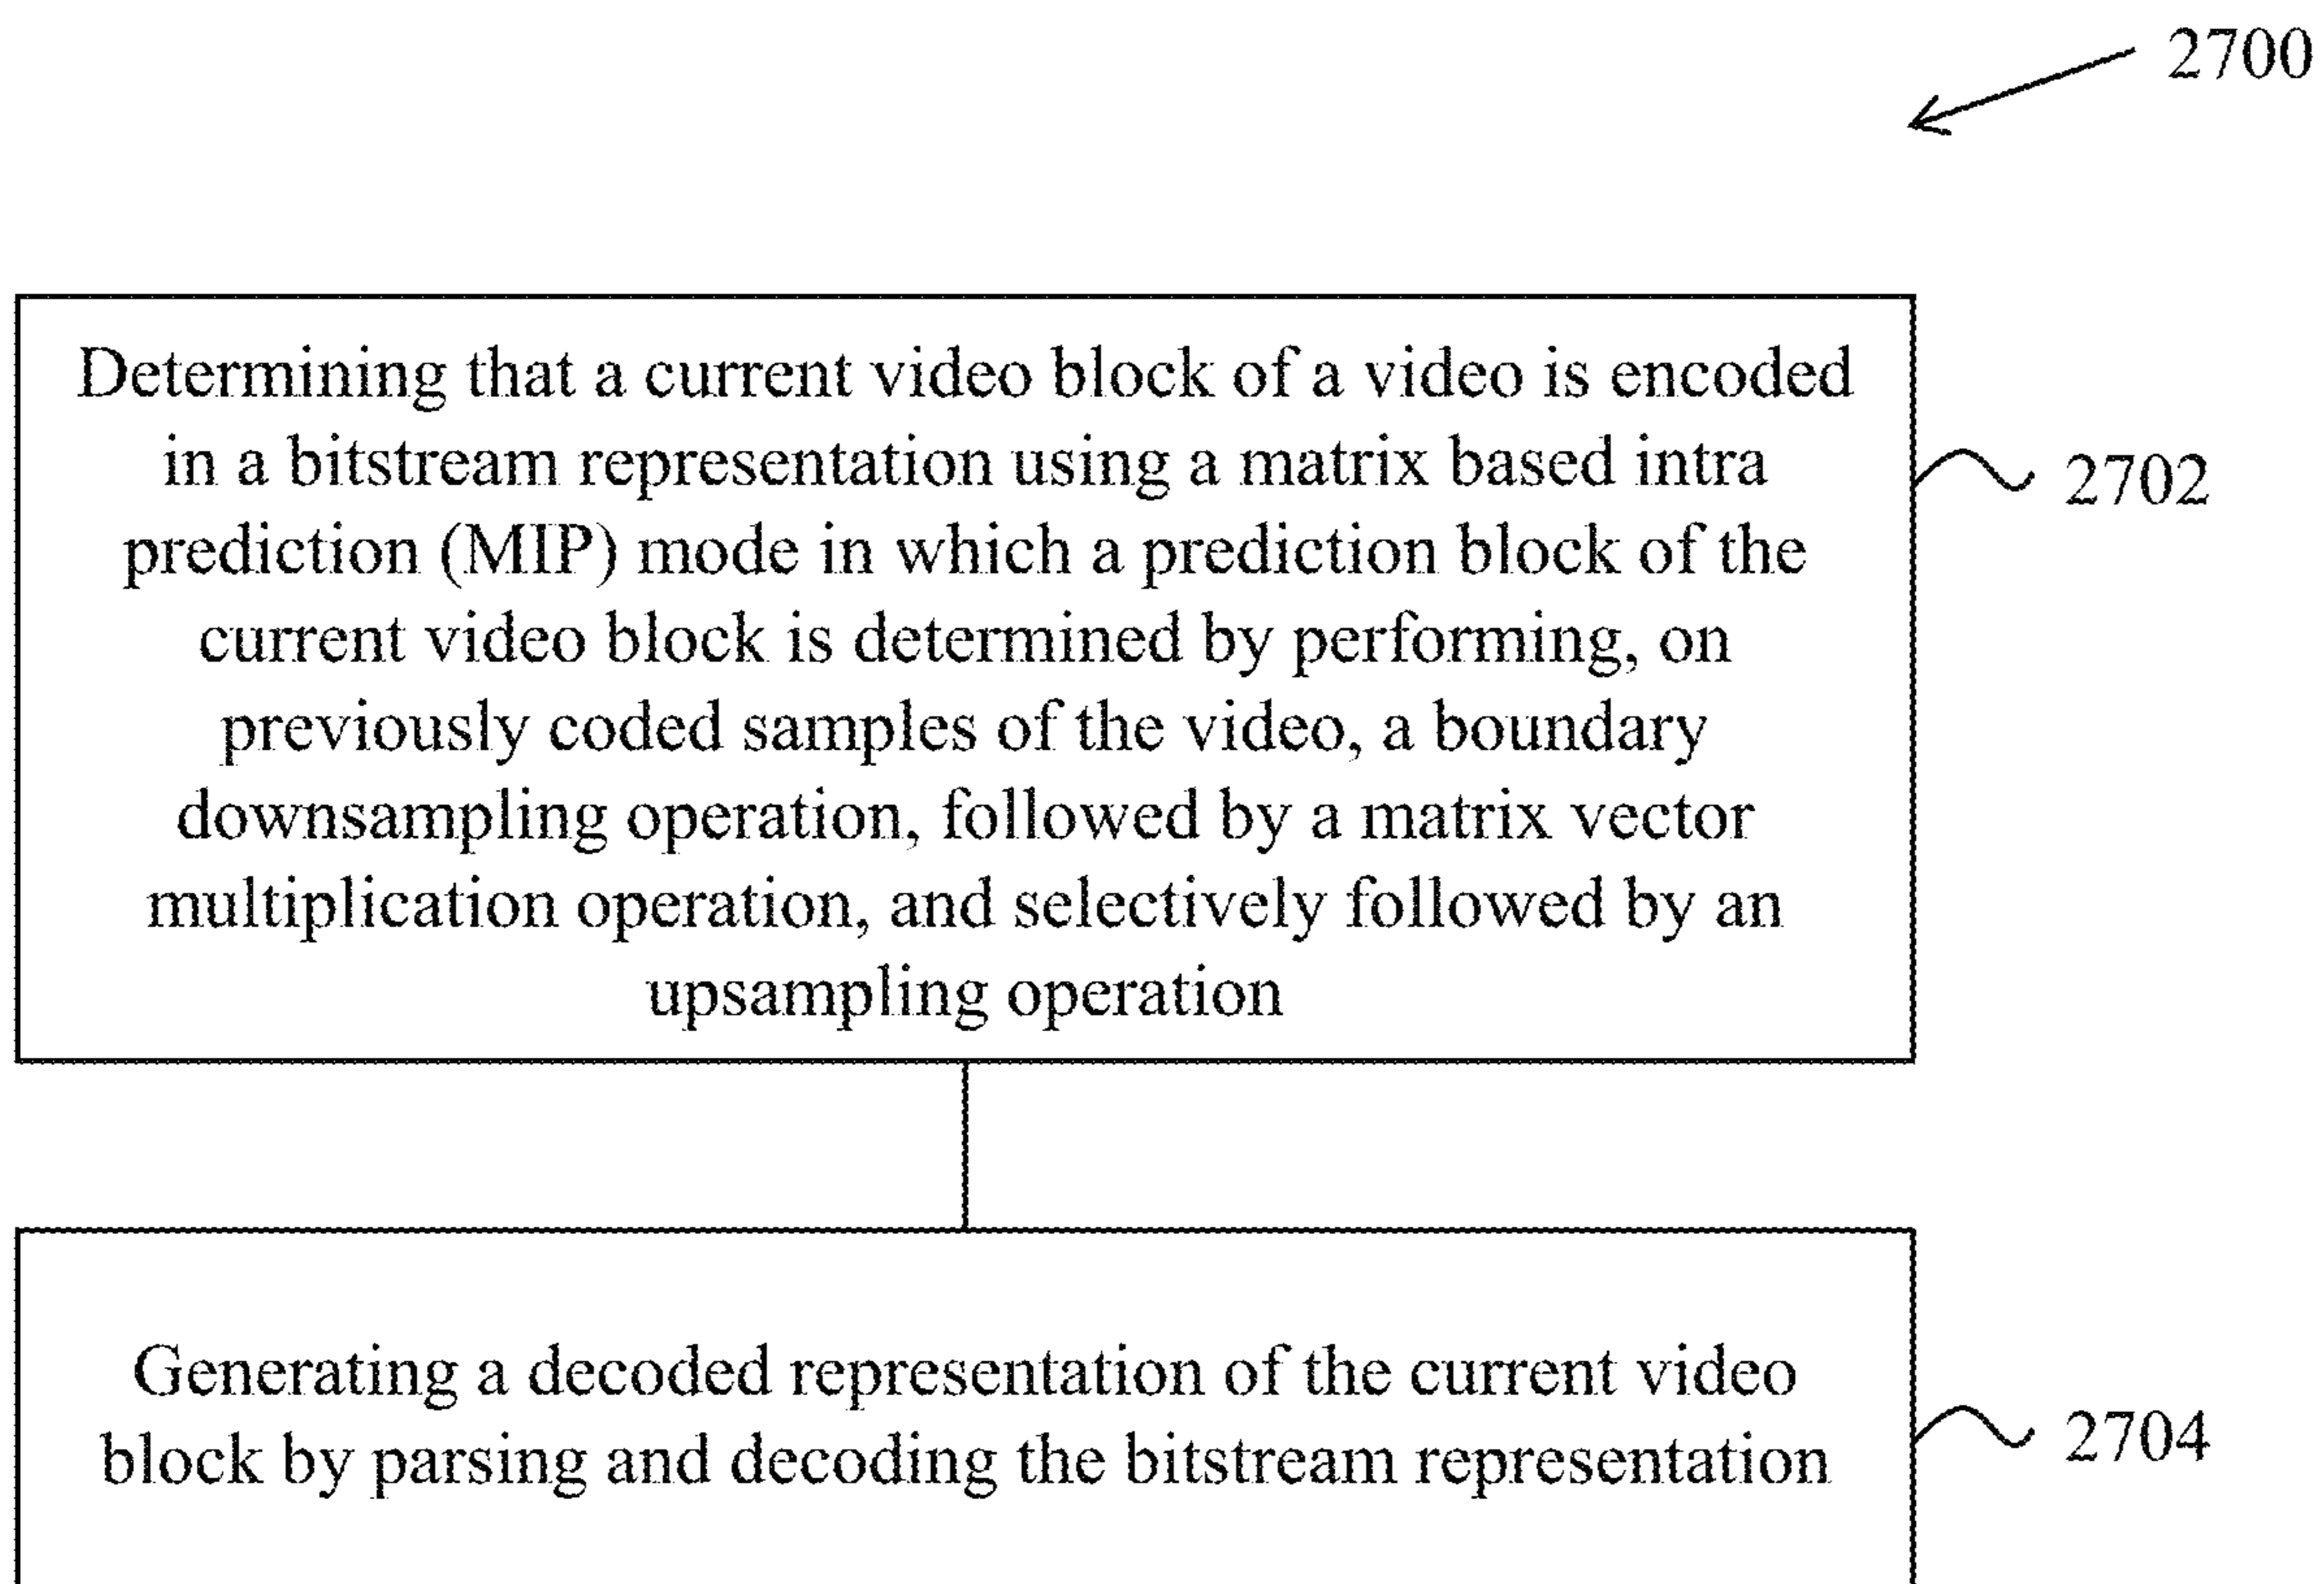 2700
Determining that a current video block of a video is encoded
in a bitstream representation using a matrix based intra
prediction (MIP) mode in which a prediction block of the
current video block is determined by performing, on
previously coded samples of the video, a boundary
downsampling operation, followed by a matrix vector
multiplication operation, and selectively followed by an
upsampling operation
2702
Generating a decoded representation of the current video
block by parsing and decoding the bitstream representation
2704